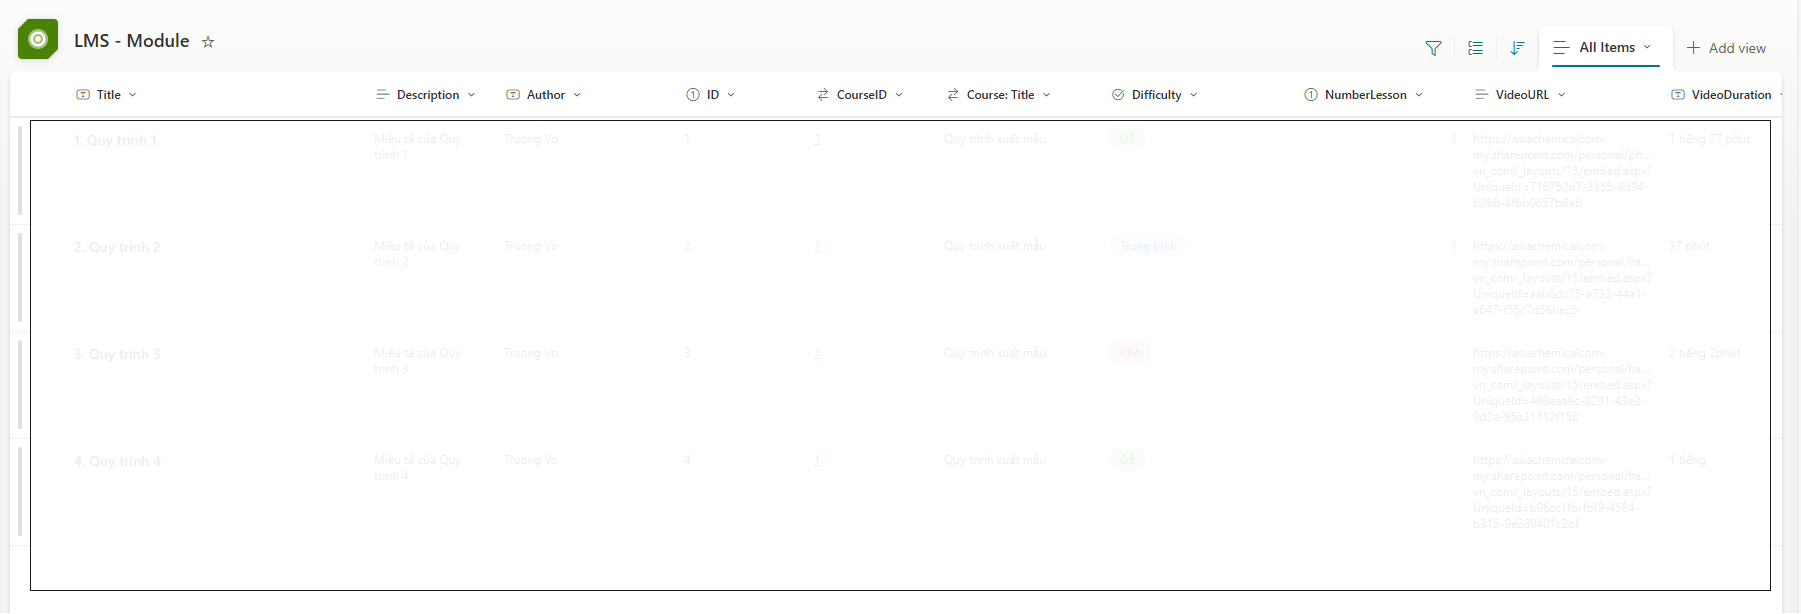 LMS - Module
All Items
Add view
Title Description Author ID CourseID Course: Title Difficulty NumberLesson VideoURL VideoDuration
1. Quy trình 1
Miêu tả của Quy
trình 1
Truong Vo
1
1
Quy trình xuất mẫu
Dễ
3
https://asiachemicalcom-
my.sharepoint.com/personal/ph...
vn_com/_layouts/15/embed.aspx?
UniqueId=716752d7-3355-4d94-
b26b-4fbb0657b8ab
1 tiếng 37 phút
2. Quy trình 2
Miêu tả của Quy
trình 2
Truong Vo
2
1
Quy trình xuất mẫu
Trung bình
1
https://asiachemicalcom-
my.sharepoint.com/personal/ha...
vn_com/_layouts/15/embed.aspx?
UniqueId=aab8dc75-a733-44a1-
a647-f55c7d56bec5
37 phút
3. Quy trình 3
Miêu tả của Quy
trình 3
Truong Vo
3
1
Quy trình xuất mẫu
Khó
https://asiachemicalcom-
my.sharepoint.com/personal/ha...
vn_com/_layouts/15/embed.aspx?
UniqueId=468eaa9c-8291-43e2-
9d3a-95a31112f15b
2 tiếng 2phút
4. Quy trình 4
Miêu tả của Quy
trình 4
Truong Vo
4
1
Quy trình xuất mẫu
Dễ
https://asiachemicalcom-
my.sharepoint.com/personal/ha...
vn_com/_layouts/15/embed.aspx?
UniqueId=b96cc1fb-fbf9-4584-
b315-9e289401c2bf
1 tiếng